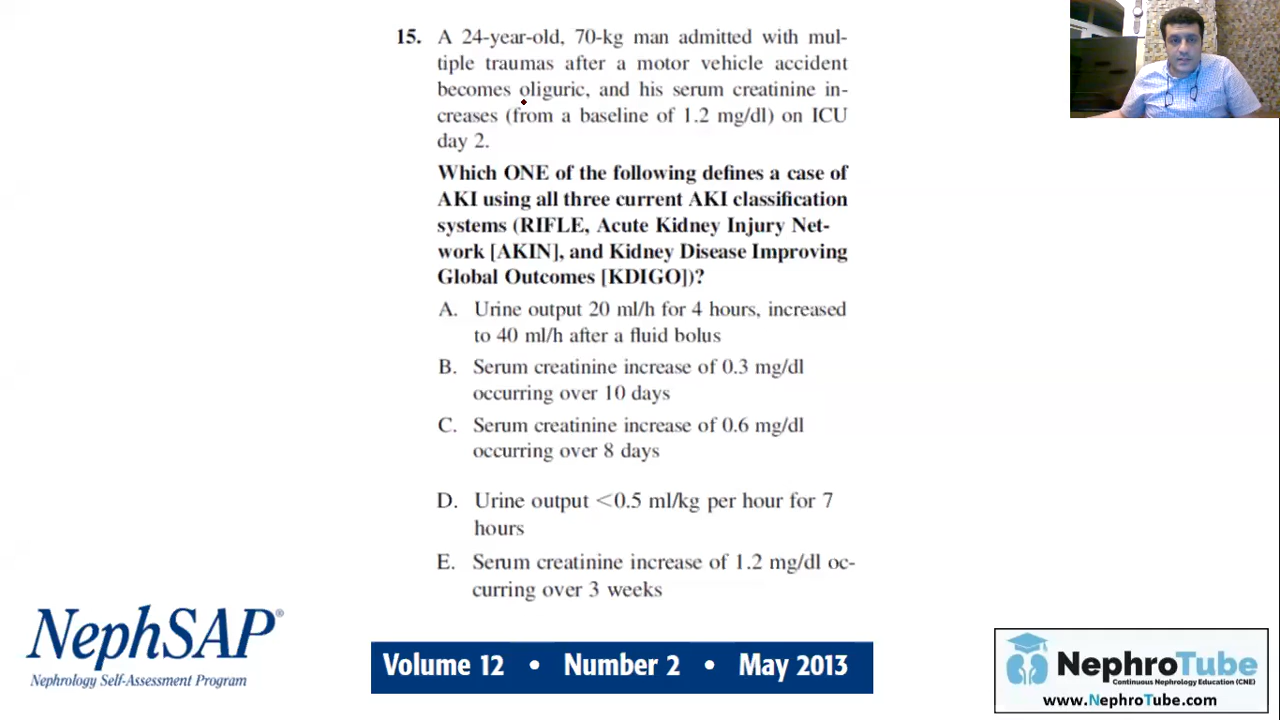 15. A 24-year-old, 70-kg man admitted with mul-
tiple traumas after a motor vehicle accident
becomes oliguric, and his serum creatinine in-
creases (from a baseline of 1.2 mg/dl) on ICU
day 2.
Which ONE of the following defines a case of
AKI using all three current AKI classification
systems (RIFLE, Acute Kidney Injury Net-
work [AKIN], and Kidney Disease Improving
Global Outcomes [KDIGO])?
A. Urine output 20 ml/h for 4 hours, increased
to 40 ml/h after a fluid bolus
B. Serum creatinine increase of 0.3 mg/dl
occurring over 10 days
C. Serum creatinine increase of 0.6 mg/dl
occurring over 8 days
D. Urine output <0.5 ml/kg per hour for 7
hours
E. Serum creatinine increase of 1.2 mg/dl oc-
curring over 3 weeks
NephSAP®
Nephrology Self-Assessment Program
Volume 12 • Number 2 • May 2013
NephroTube
Continuous Nephrology Education (CNE)
www.NephroTube.com